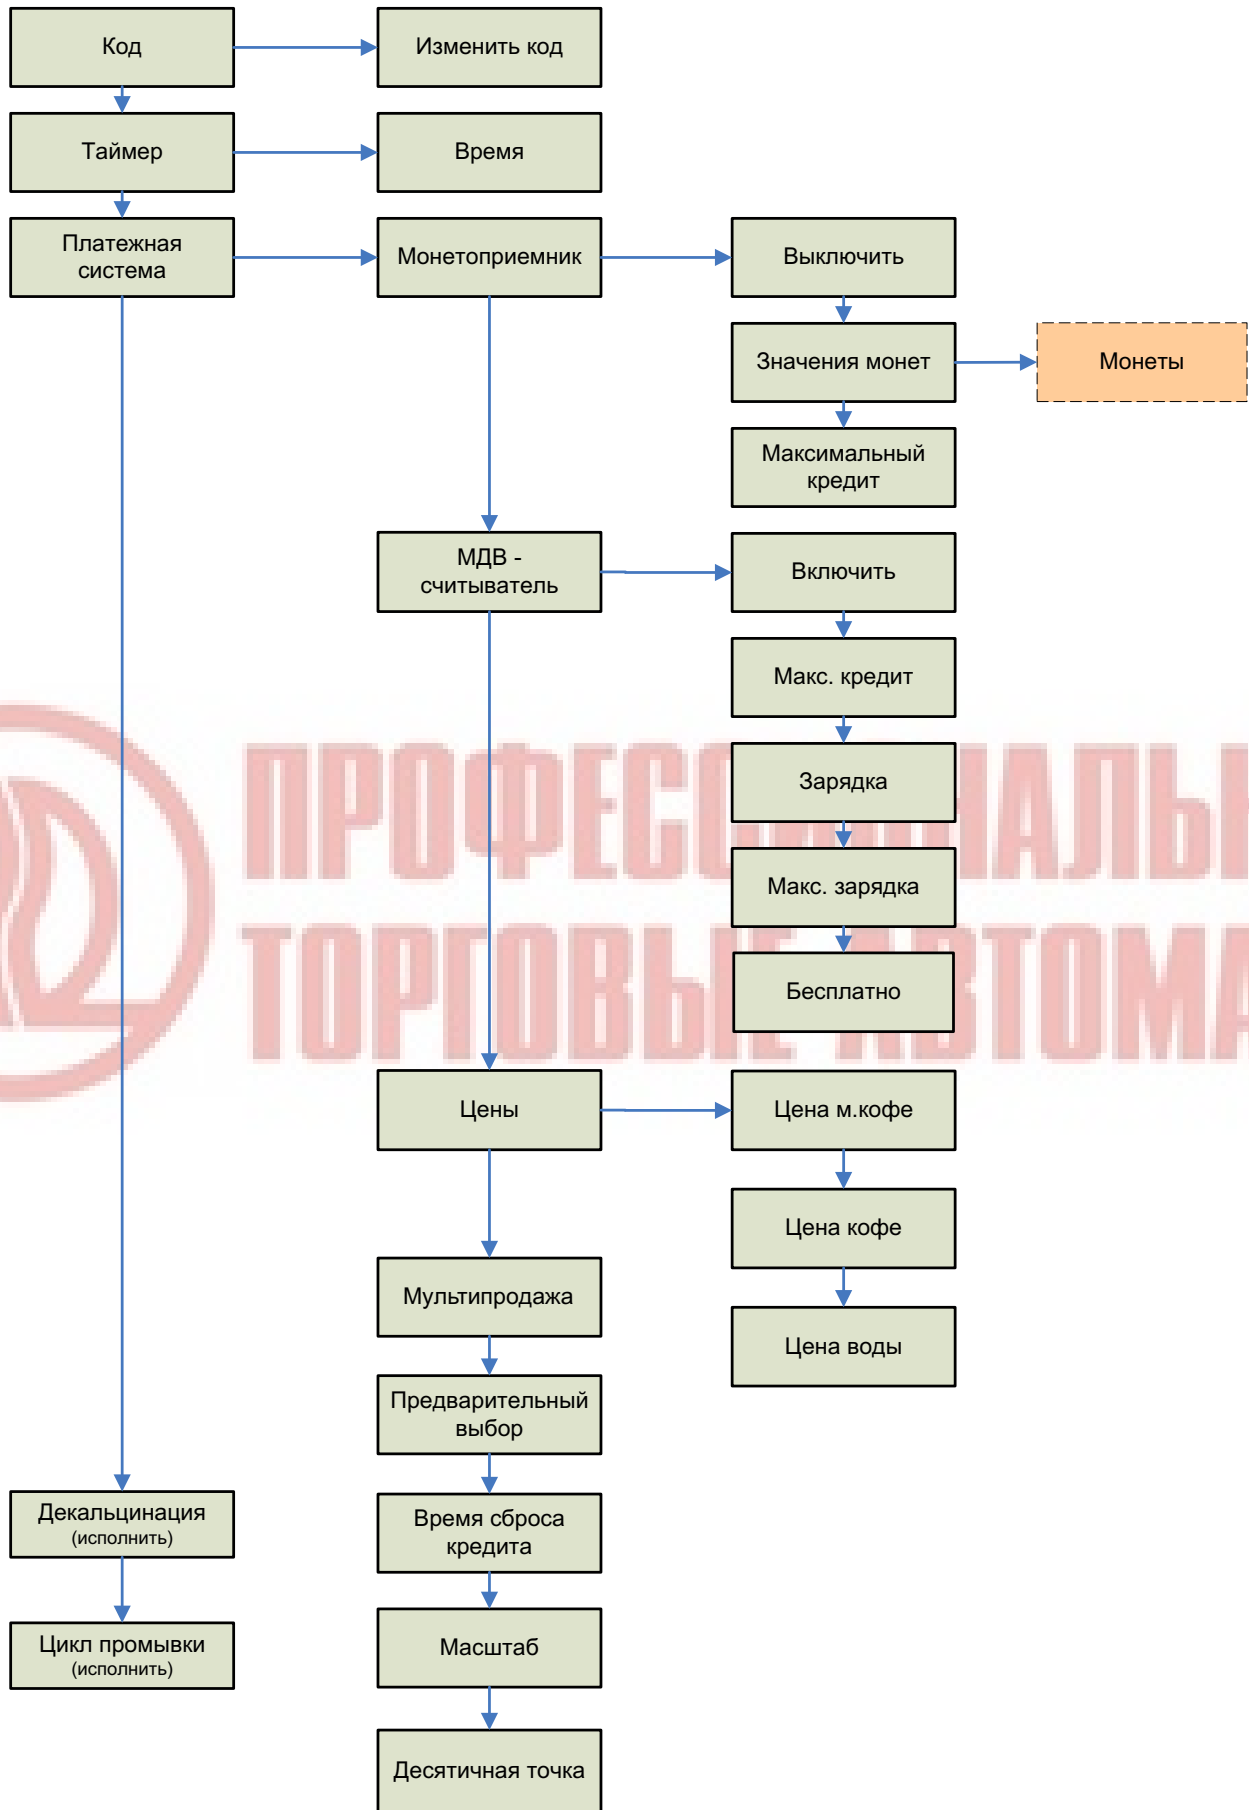 Код
Изменить код
Таймер
Время
Платежная
система
Монетоприемник
Выключить
Значения монет
Монеты
Максимальный
кредит
МДВ -
считыватель
Включить
Макс. кредит
Зарядка
Макс. зарядка
Бесплатно
Цены
Цена м.кофе
Цена кофе
Мультипродажа
Цена воды
Предварительный
выбор
Декальцинация
(исполнить)
Время сброса
кредита
Цикл промывки
(исполнить)
Масштаб
Десятичная точка